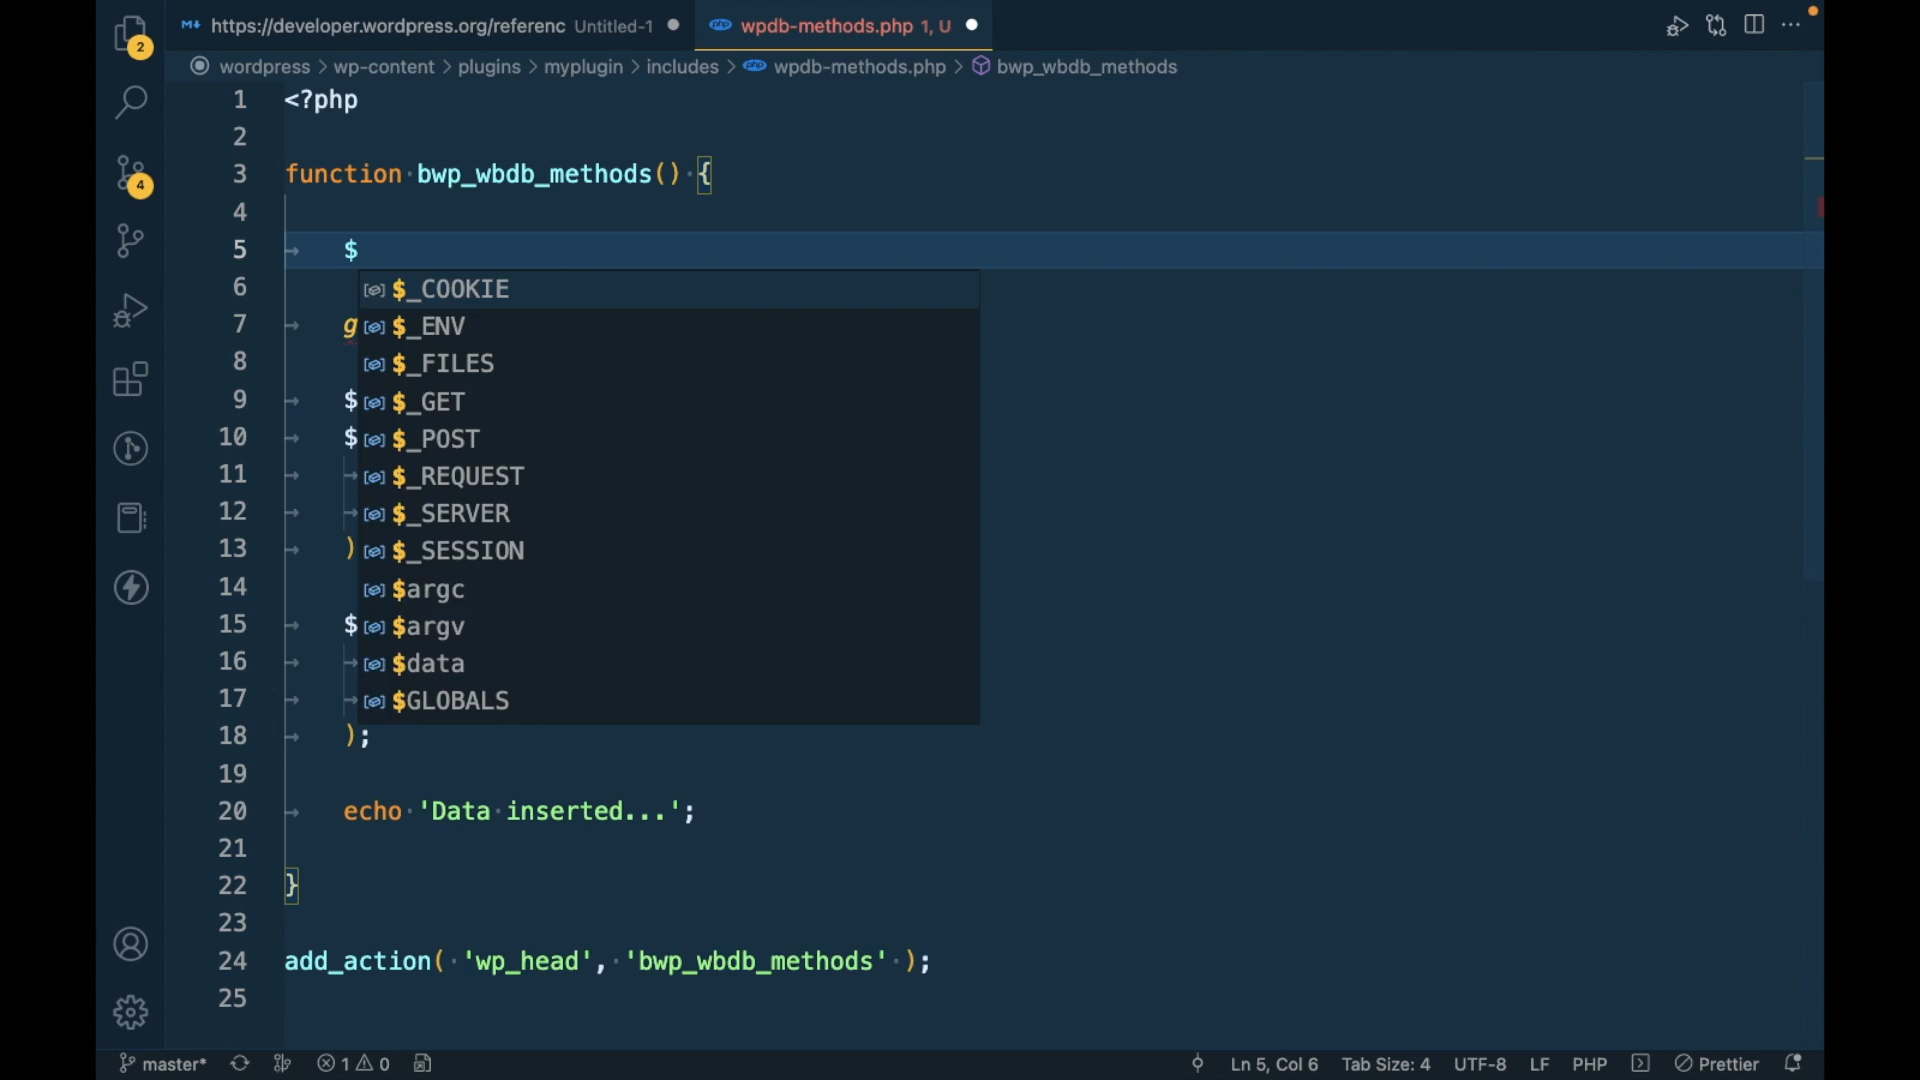 https://developer.wordpress.org/referenc Untitled-1
php wpdb-methods.php 1, U
2
wordpress > wp-content > plugins > myplugin > includes > php wpdb-methods.php > bwp_wbdb_methods
1 <?php
2
3 function bwp_wbdb_methods() {
4
4
5 $
6 $_COOKIE
7 g $_ENV
8 $_FILES
9 $ $_GET
10 $ $_POST
11 $_REQUEST
12 $_SERVER
13 ) $_SESSION
14 $argc
15 $ $argv
16 $data
17 $GLOBALS
18 );
19
20 echo 'Data inserted...';
21
22 }
23
24 add_action( 'wp_head', 'bwp_wbdb_methods' );
25
master* 1 0 Ln 5, Col 6 Tab Size: 4 UTF-8 LF PHP Prettier